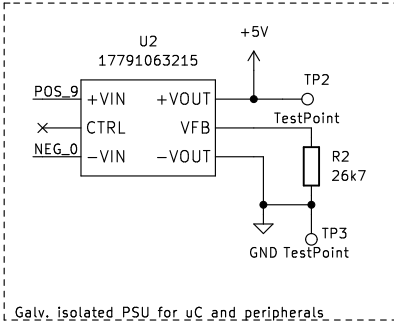 +5V
U2
17791063215
TP2
TestPoint
POS_9
+VIN
+VOUT
CTRL
VFB
NEG_0
-VIN
-VOUT
R2
26k7
TP3
GND
TestPoint
Galv. isolated PSU for uC and peripherals